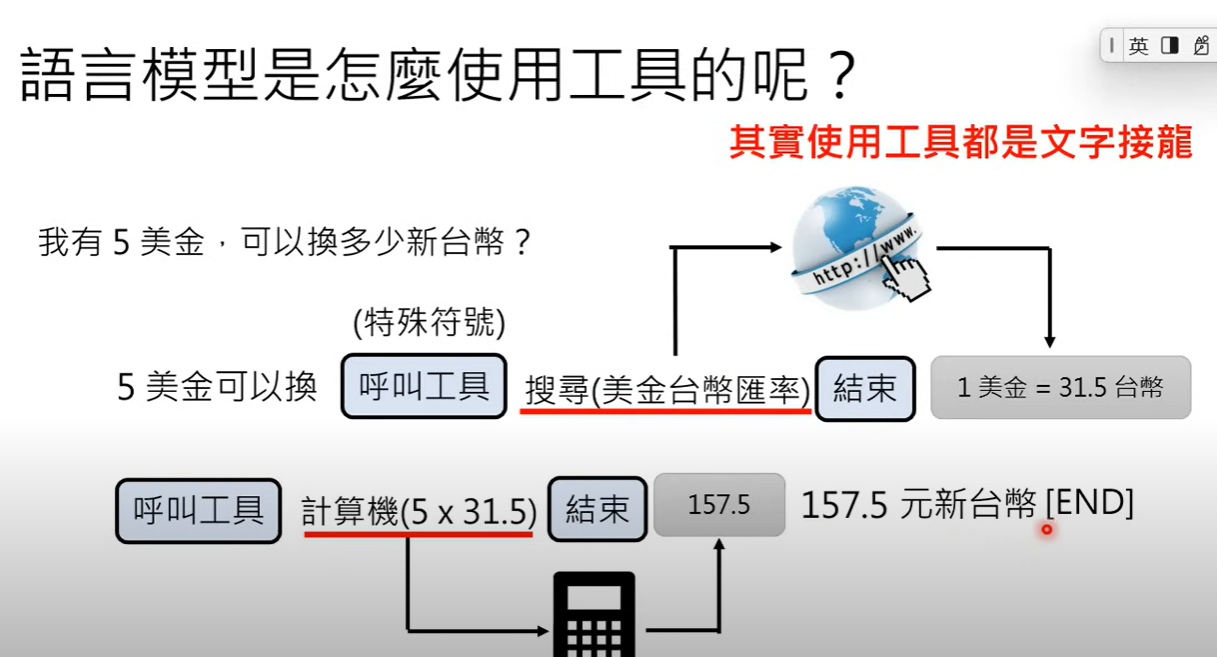 語言模型是怎麼使用工具的呢？
英
其實使用工具都是文字接龍
我有 5 美金，可以換多少新台幣？
http://www.
(特殊符號)
5 美金可以換 呼叫工具 搜尋(美金台幣匯率) 結束 1 美金 = 31.5 台幣
呼叫工具 計算機(5 x 31.5) 結束 157.5 157.5 元新台幣 [END]